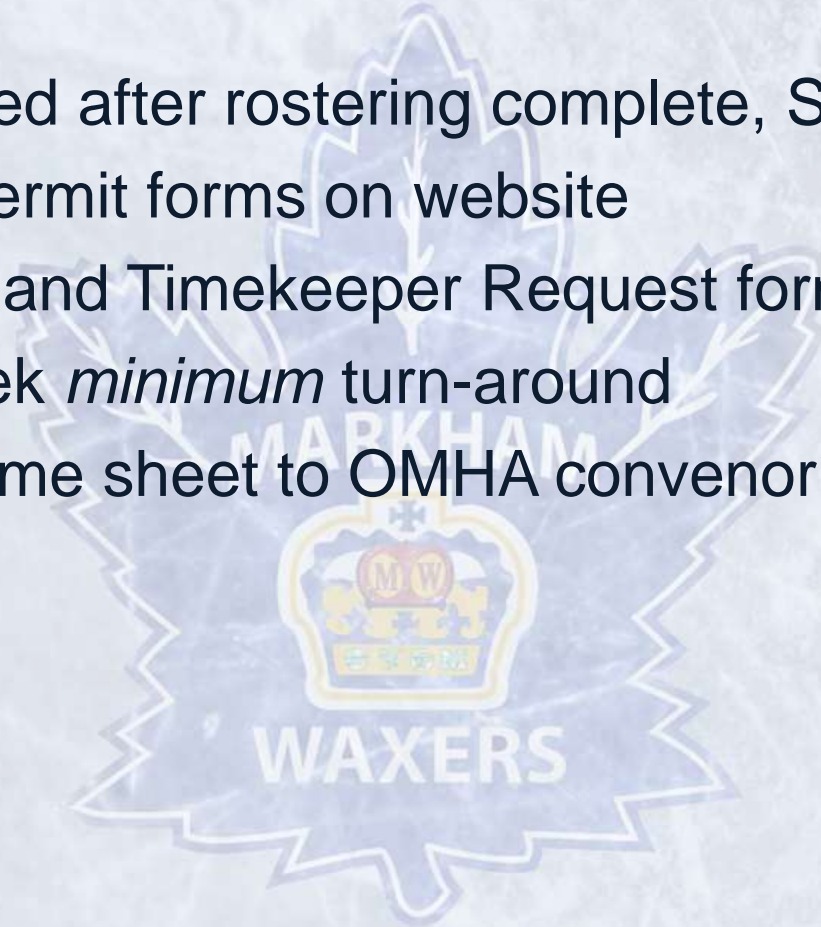 ed after rostering complete, S
ermit forms on website
and Timekeeper Request for
ek minimum turn-around
me sheet to OMHA convenor
MARKHAM
M W
WAXERS